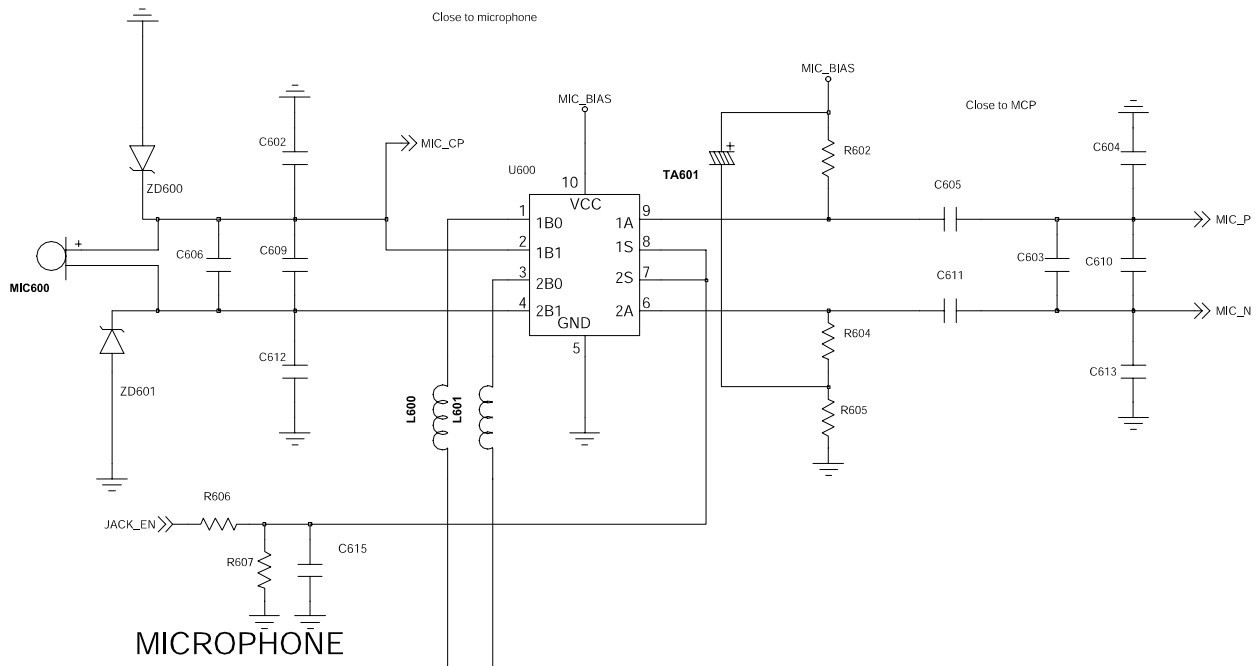 Close to microphone
MIC_BIAS
MIC_BIAS
Close to MCP
C602
MIC_CP
U600
TA601
R602
C604
ZD600
10
VCC
C605
1 1B0 1A 9
MIC_P
+
2 1B1 1S 8
MIC600
C606
C609
3 2B0 2S 7
C603
C610
C611
4 2B1 2A 6
MIC_N
GND
5
R604
C612
C613
ZD601
L600
L601
R605
R606
JACK_EN
R607
C615
MICROPHONE
+